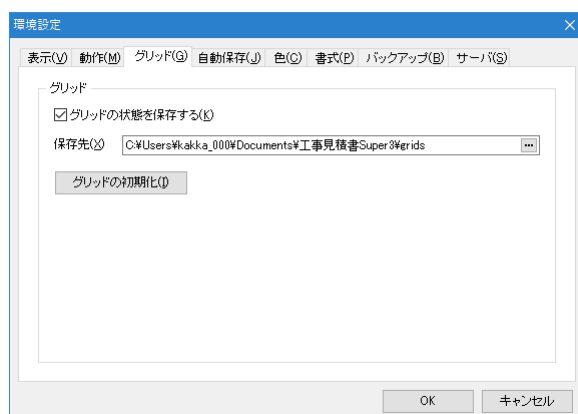 環境設定
表示(V) 動作(M) グリッド(G) 自動保存(J) 色(C) 書式(P) バックアップ(B) サーバ(S)
グリッド
グリッドの状態を保存する(K)
保存先(X) C:¥Users¥kakka_000¥Documents¥工事見積書Super3¥grids ...
グリッドの初期化(I)
OK キャンセル